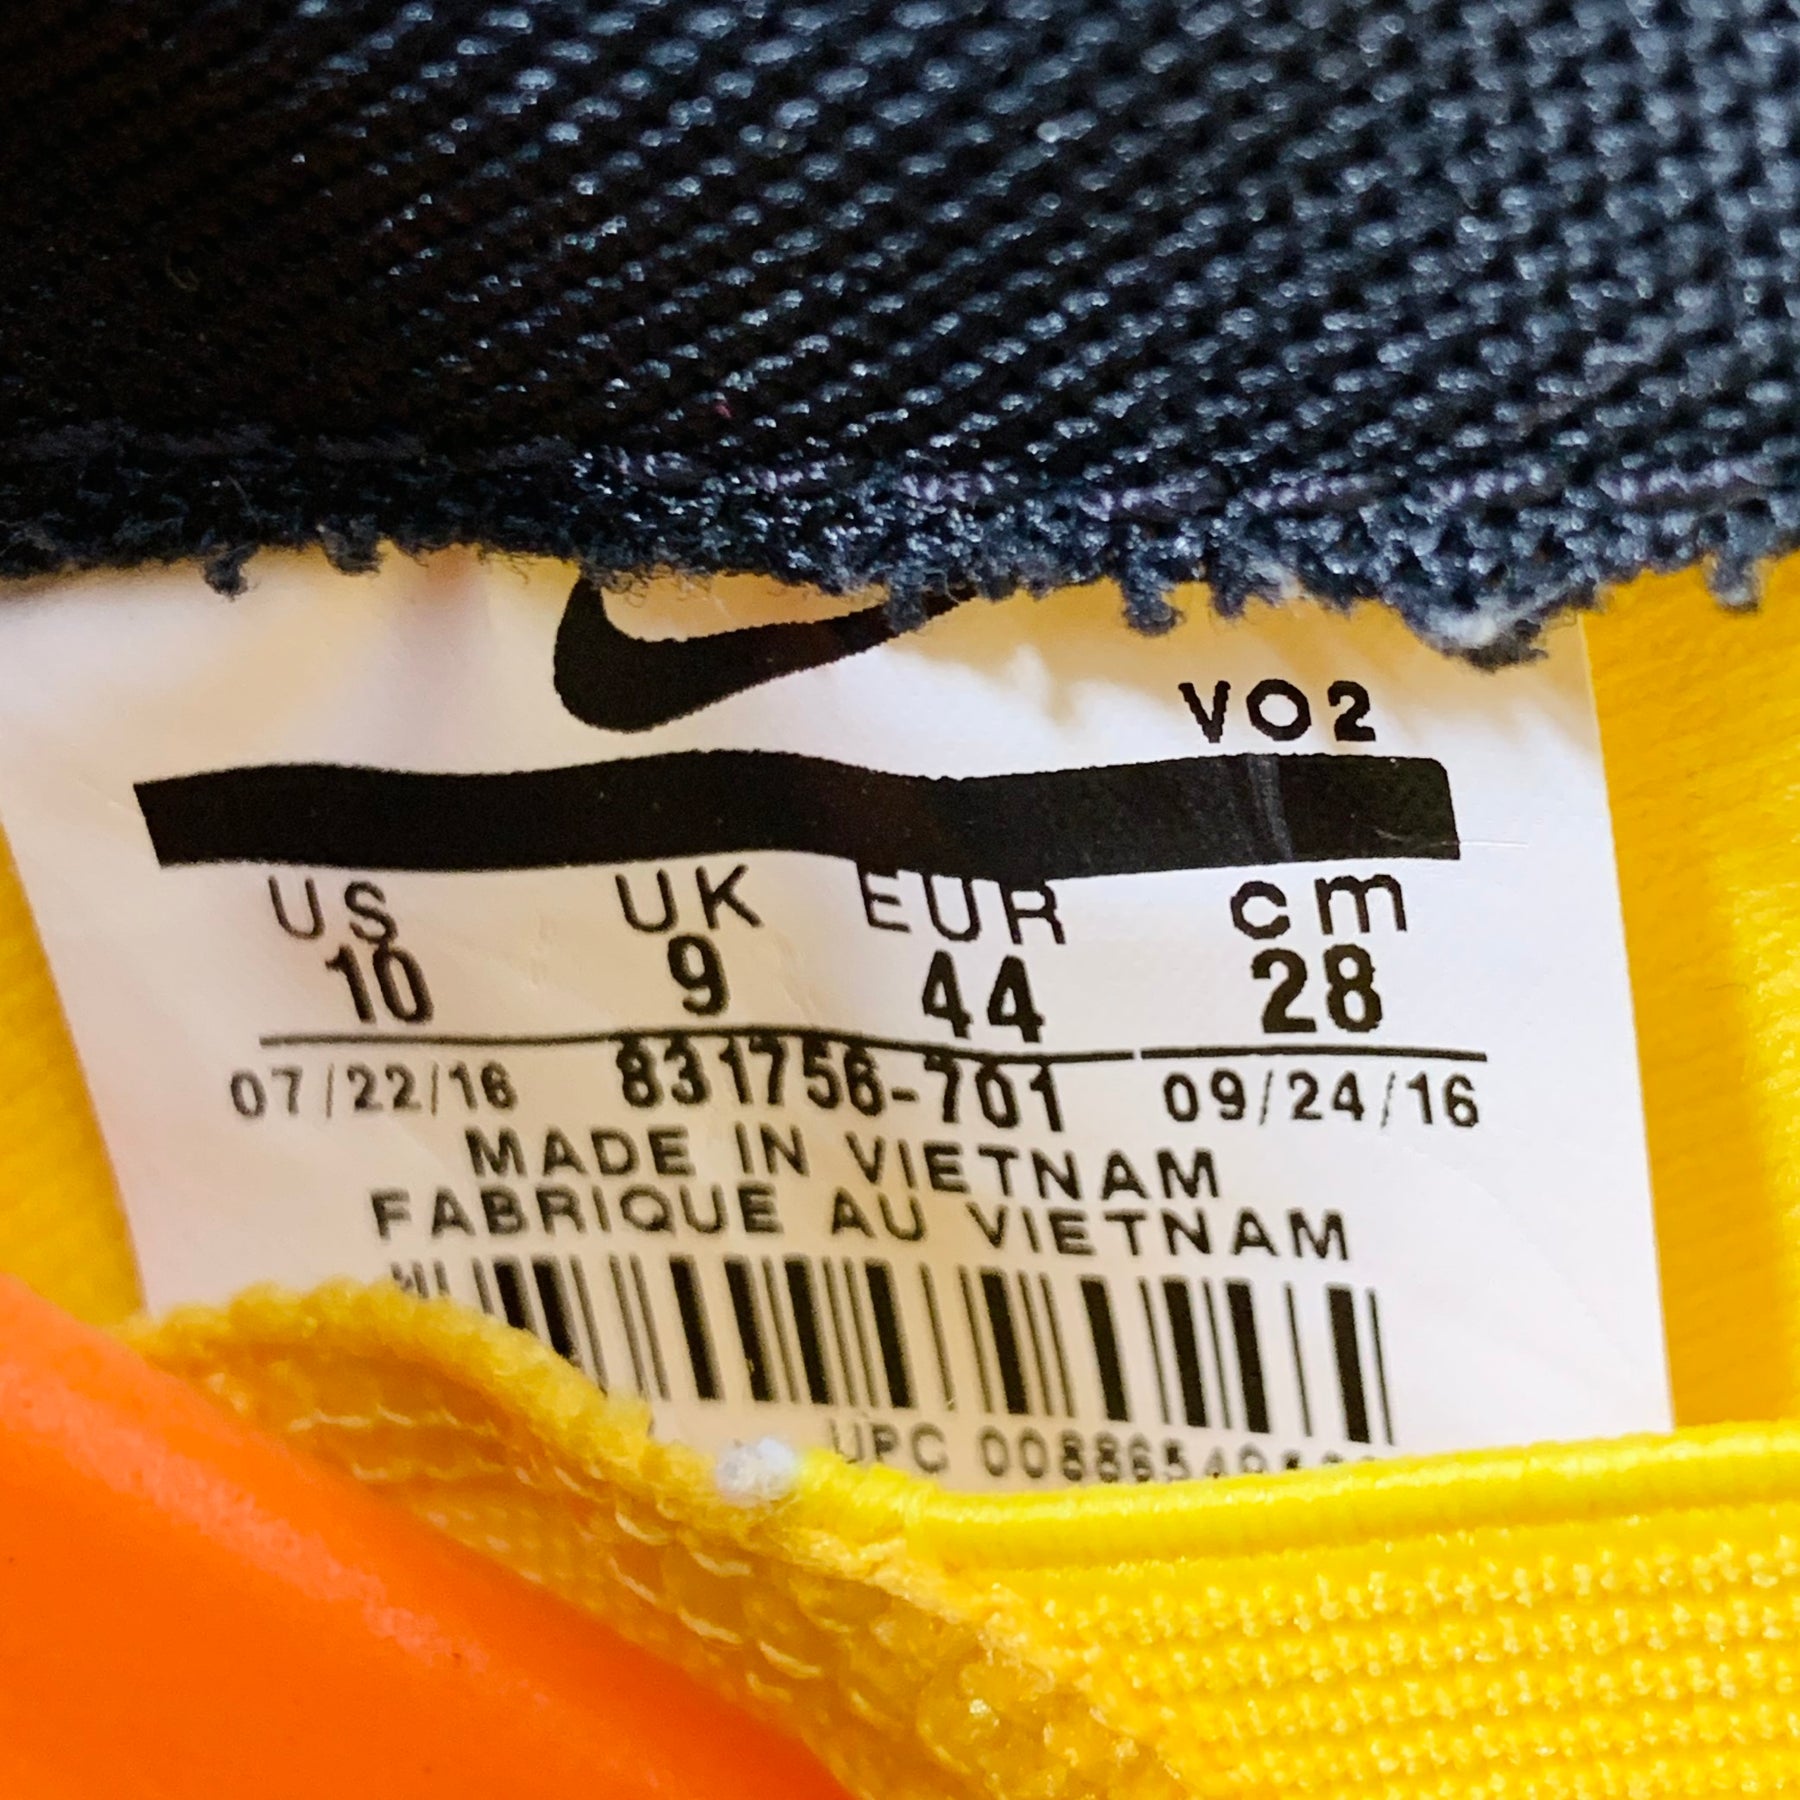 VO2
US UK EUR cm
10 9 44 28
07/22/16 831756-701 09/24/16
MADE IN VIETNAM
FABRIQUE AU VIETNAM
UPC